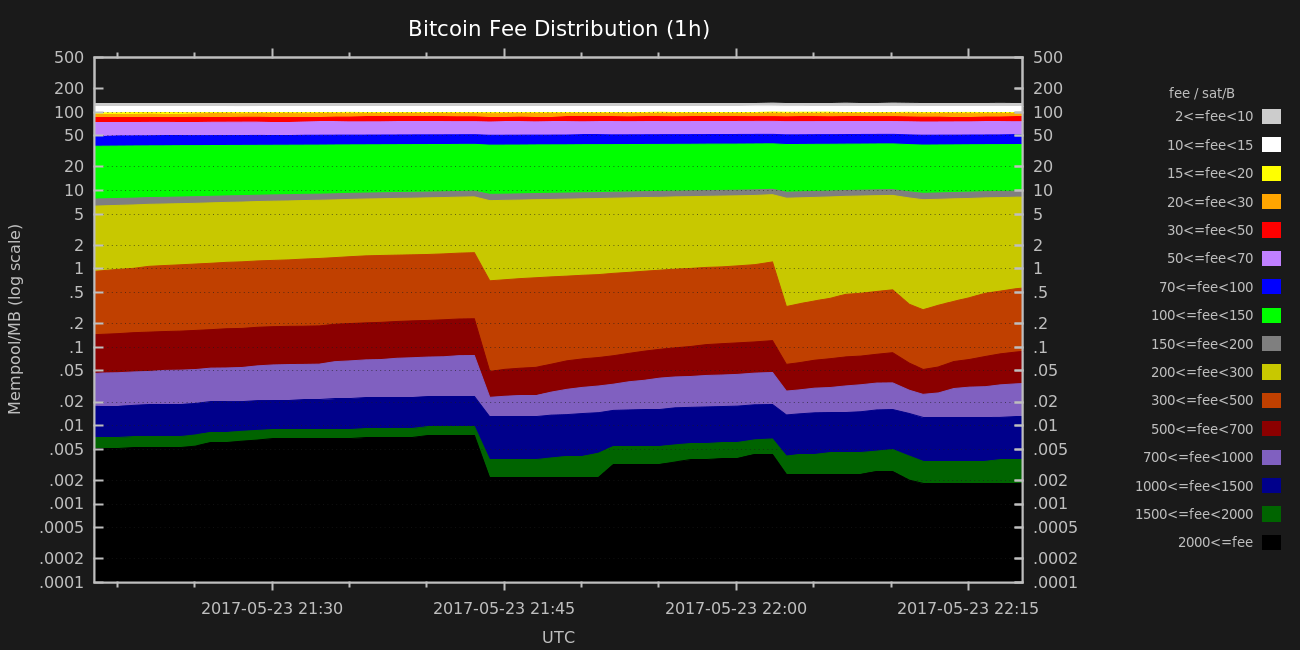 Bitcoin Fee Distribution (1h)
500 500
200 200
100 100
50 50
20 20
10 10
5 5
2 2
1 1
.5 .5
.2 .2
.1 .1
.05 .05
.02 .02
.01 .01
.005 .005
.002 .002
.001 .001
.0005 .0005
.0002 .0002
.0001 .0001
Mempool/MB (log scale)
2017-05-23 21:30 2017-05-23 21:45 2017-05-23 22:00 2017-05-23 22:15
UTC
fee / sat/B
2<=fee<10
10<=fee<15
15<=fee<20
20<=fee<30
30<=fee<50
50<=fee<70
70<=fee<100
100<=fee<150
150<=fee<200
200<=fee<300
300<=fee<500
500<=fee<700
700<=fee<1000
1000<=fee<1500
1500<=fee<2000
2000<=fee